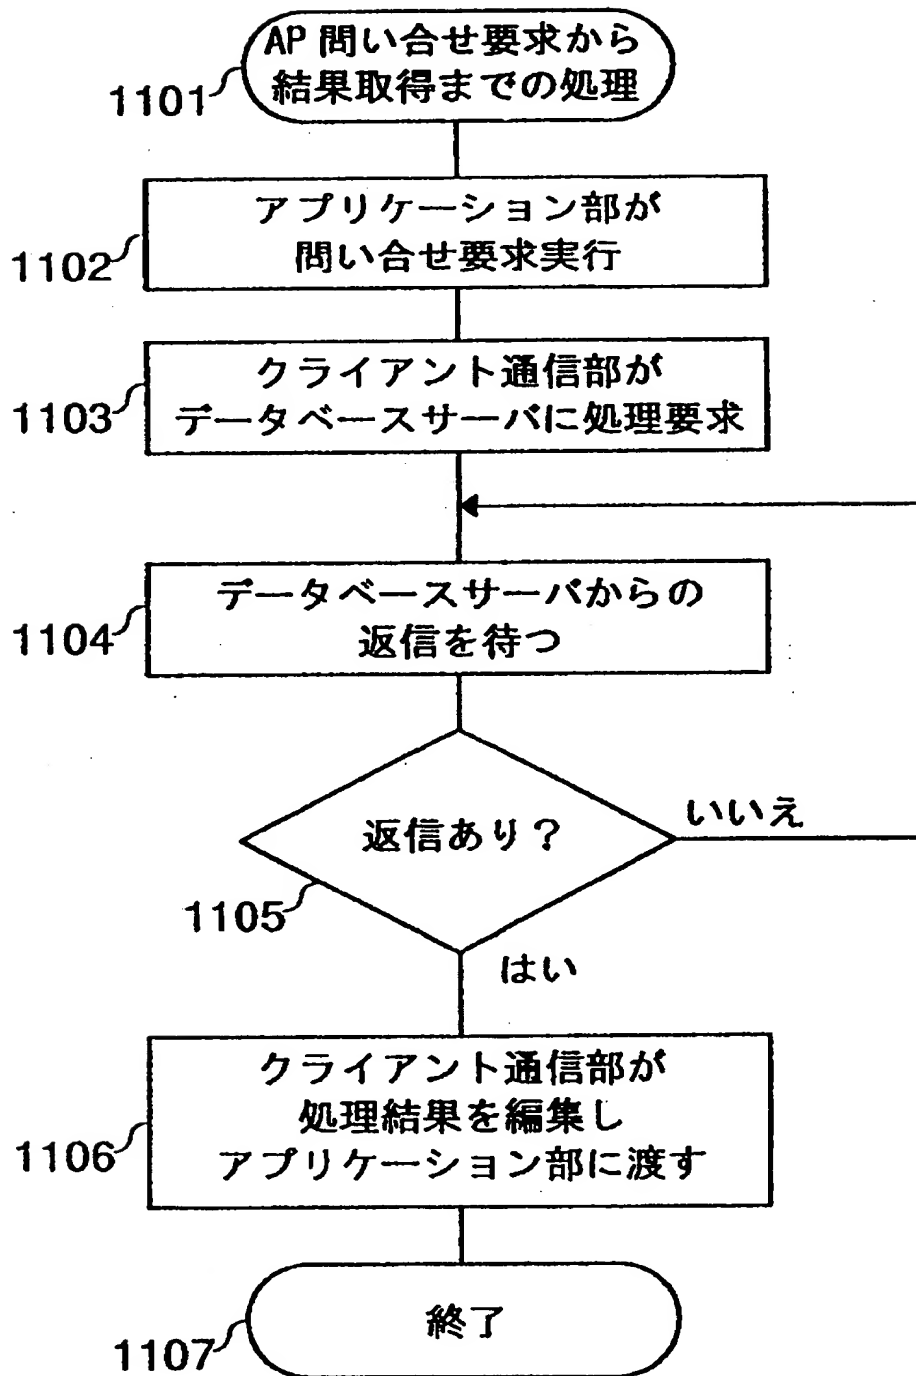 AP 問い合せ要求から
結果取得までの処理
1101
アプリケーション部が
問い合せ要求実行
1102
クライアント通信部が
データベースサーバに処理要求
1103
データベースサーバからの
返信を待つ
1104
返信あり？
いいえ
1105
はい
クライアント通信部が
処理結果を編集し
アプリケーション部に渡す
1106
終了
1107